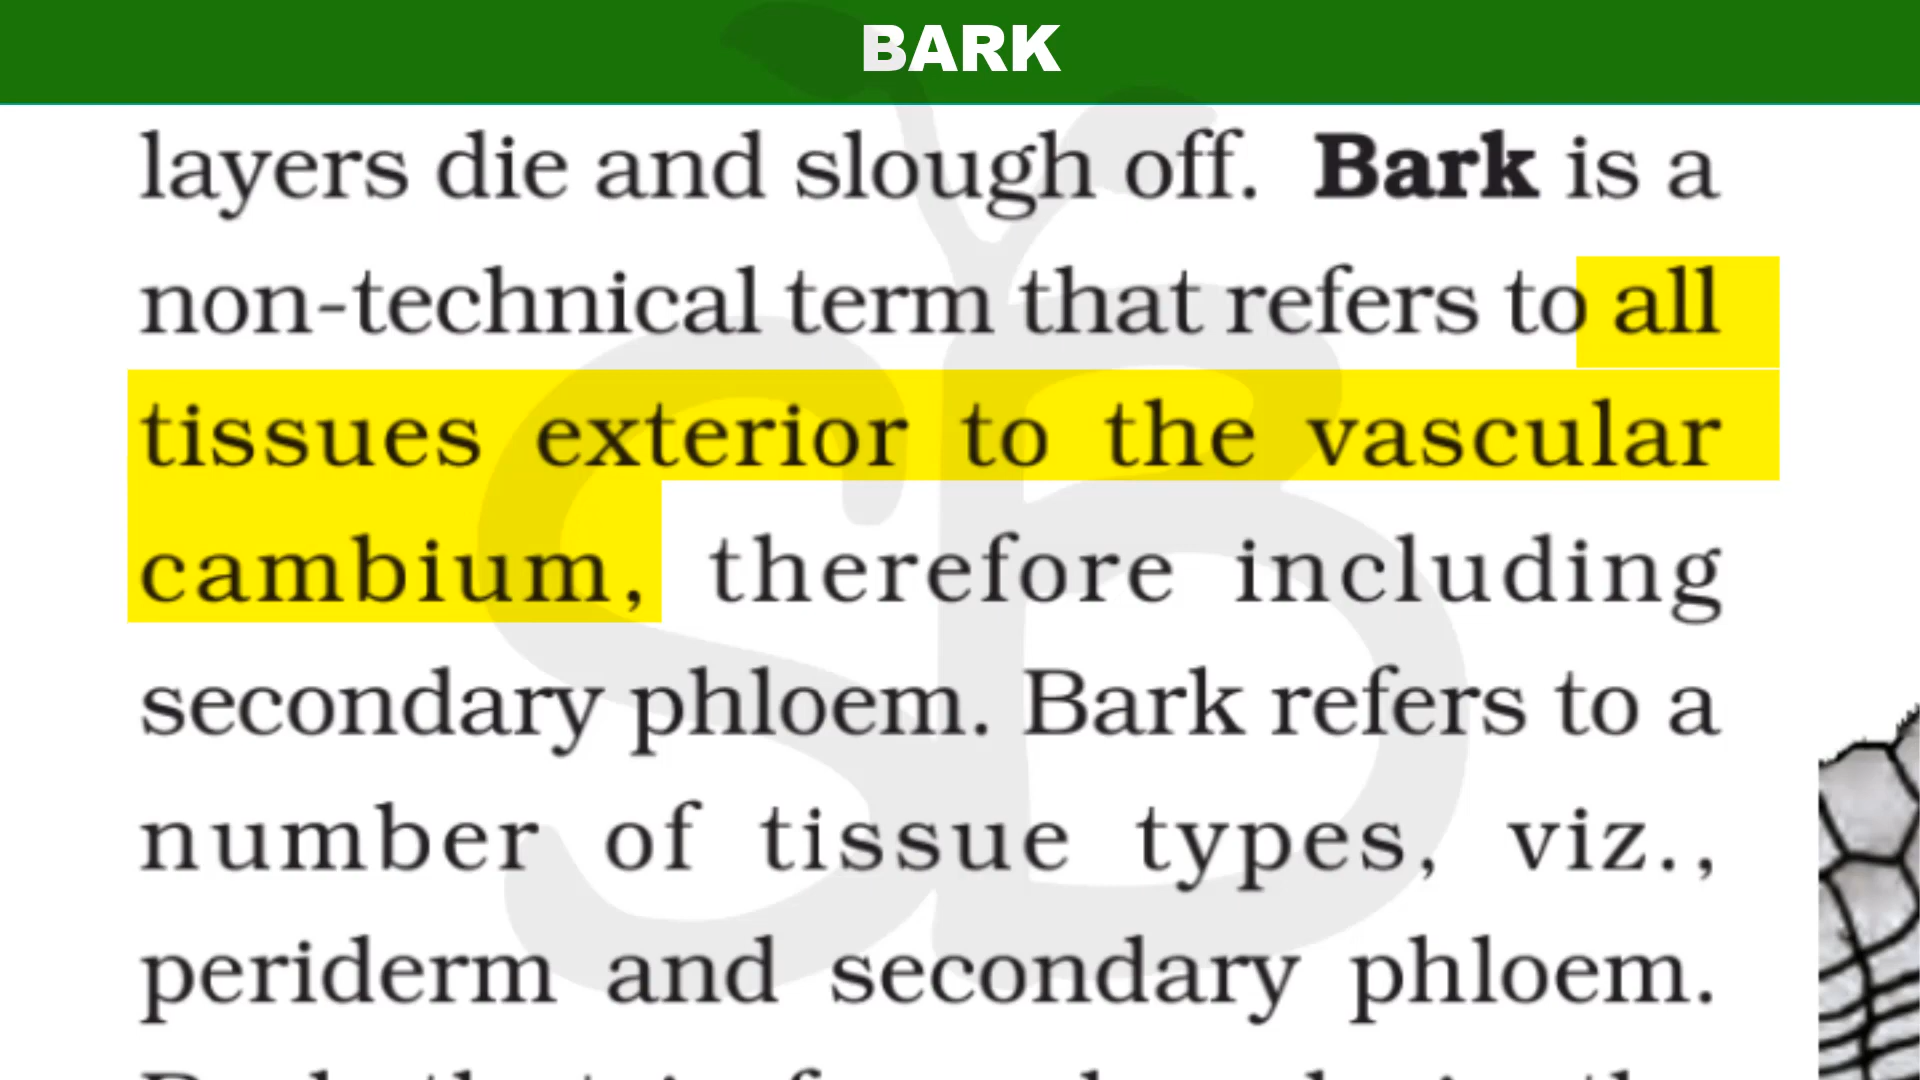 BARK
layers die and slough off. Bark is a
non-technical term that refers to all
tissues exterior to the vascular
cambium, therefore including
secondary phloem. Bark refers to a
number of tissue types, viz.,
periderm and secondary phloem.